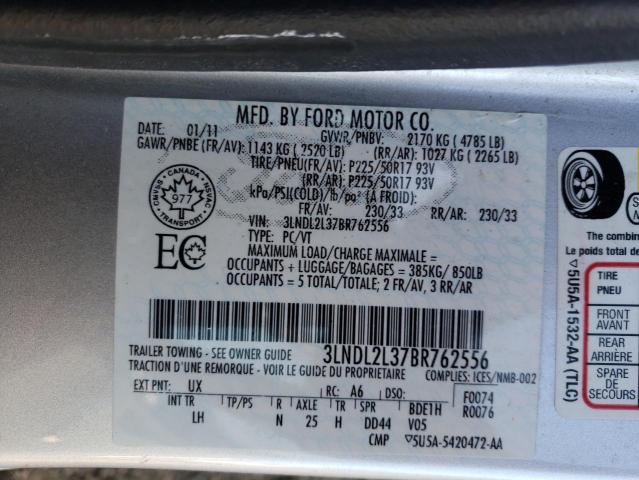 MFD. BY FORD MOTOR CO.
DATE: 01/11 GVWR/PNBV: 2170 KG ( 4785 LB)
GAWR/PNBE (FR/AV): 1143 KG ( 2520 LB) (RR/AR): 1027 KG ( 2265 LB)
TIRE/PNEU(FR/AV): P225/50R17 93V
(RR/AR): P225/50R17 93V
kPa/PSI(COLD)/lb/po² (A FROID):
FR/AV: 230/33 RR/AR: 230/33
CANADA
977
TRANSPORT
VIN: 3LNDL2L37BR762556
TYPE: PC/VT
MAXIMUM LOAD/CHARGE MAXIMALE =
OCCUPANTS + LUGGAGE/BAGAGES = 385KG/ 850LB
OCCUPANTS = 5 TOTAL/TOTALE; 2 FR/AV, 3 RR/AR
EC
3LNDL2L37BR762556
TRAILER TOWING - SEE OWNER GUIDE
TRACTION D'UNE REMORQUE - VOIR LE GUIDE DU PROPRIETAIRE COMPLIES: ICES/NMB-002
EXT PNT: UX RC: A6 DSO: F0074
R0076
INT TR TP/PS R AXLE TR SPR BDE1H
LH N 25 H DD44 V05
CMP ▽5U5A-5420472-AA
The comb
Le poids total de
▽5U5A-1532-AA (TLC)
TIRE
PNEU
FRONT
AVANT
REAR
ARRIÈRE
SPARE
DE
SECOURS